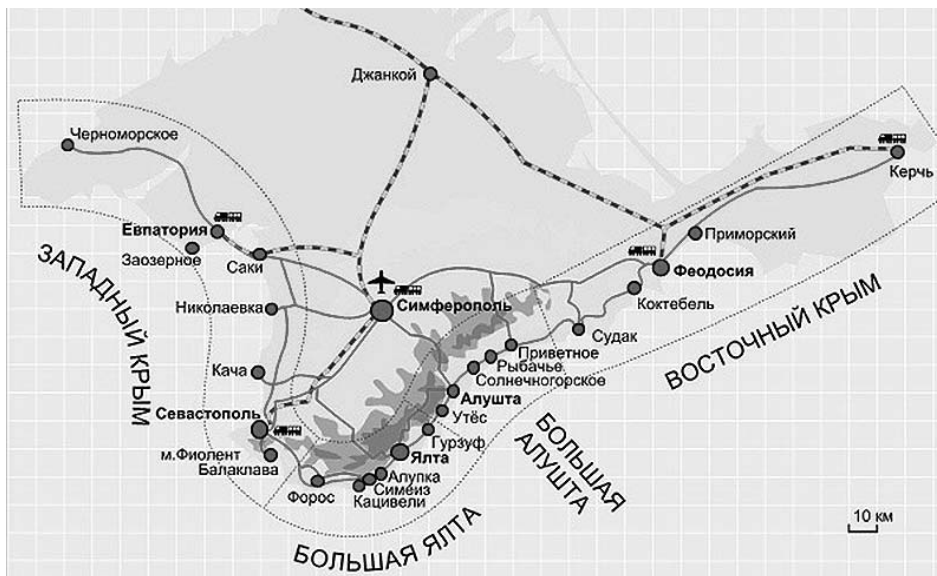 Джанкой
Черноморское
Керчь
Евпатория
Заозерное
Саки
Приморский
Феодосия
Коктебель
Николаевка
Симферополь
Судак
Приветное
Рыбачье
Солнечногорское
Кача
Алушта
Утёс
Севастополь
Гурзуф
м.Фиолент
Балаклава
Ялта
Алупка
Симеиз
Кацивели
Форос
ЗАПАДНЫЙ КРЫМ
БОЛЬШАЯ ЯЛТА
БОЛЬШАЯ
АЛУШТА
ВОСТОЧНЫЙ КРЫМ
10 км